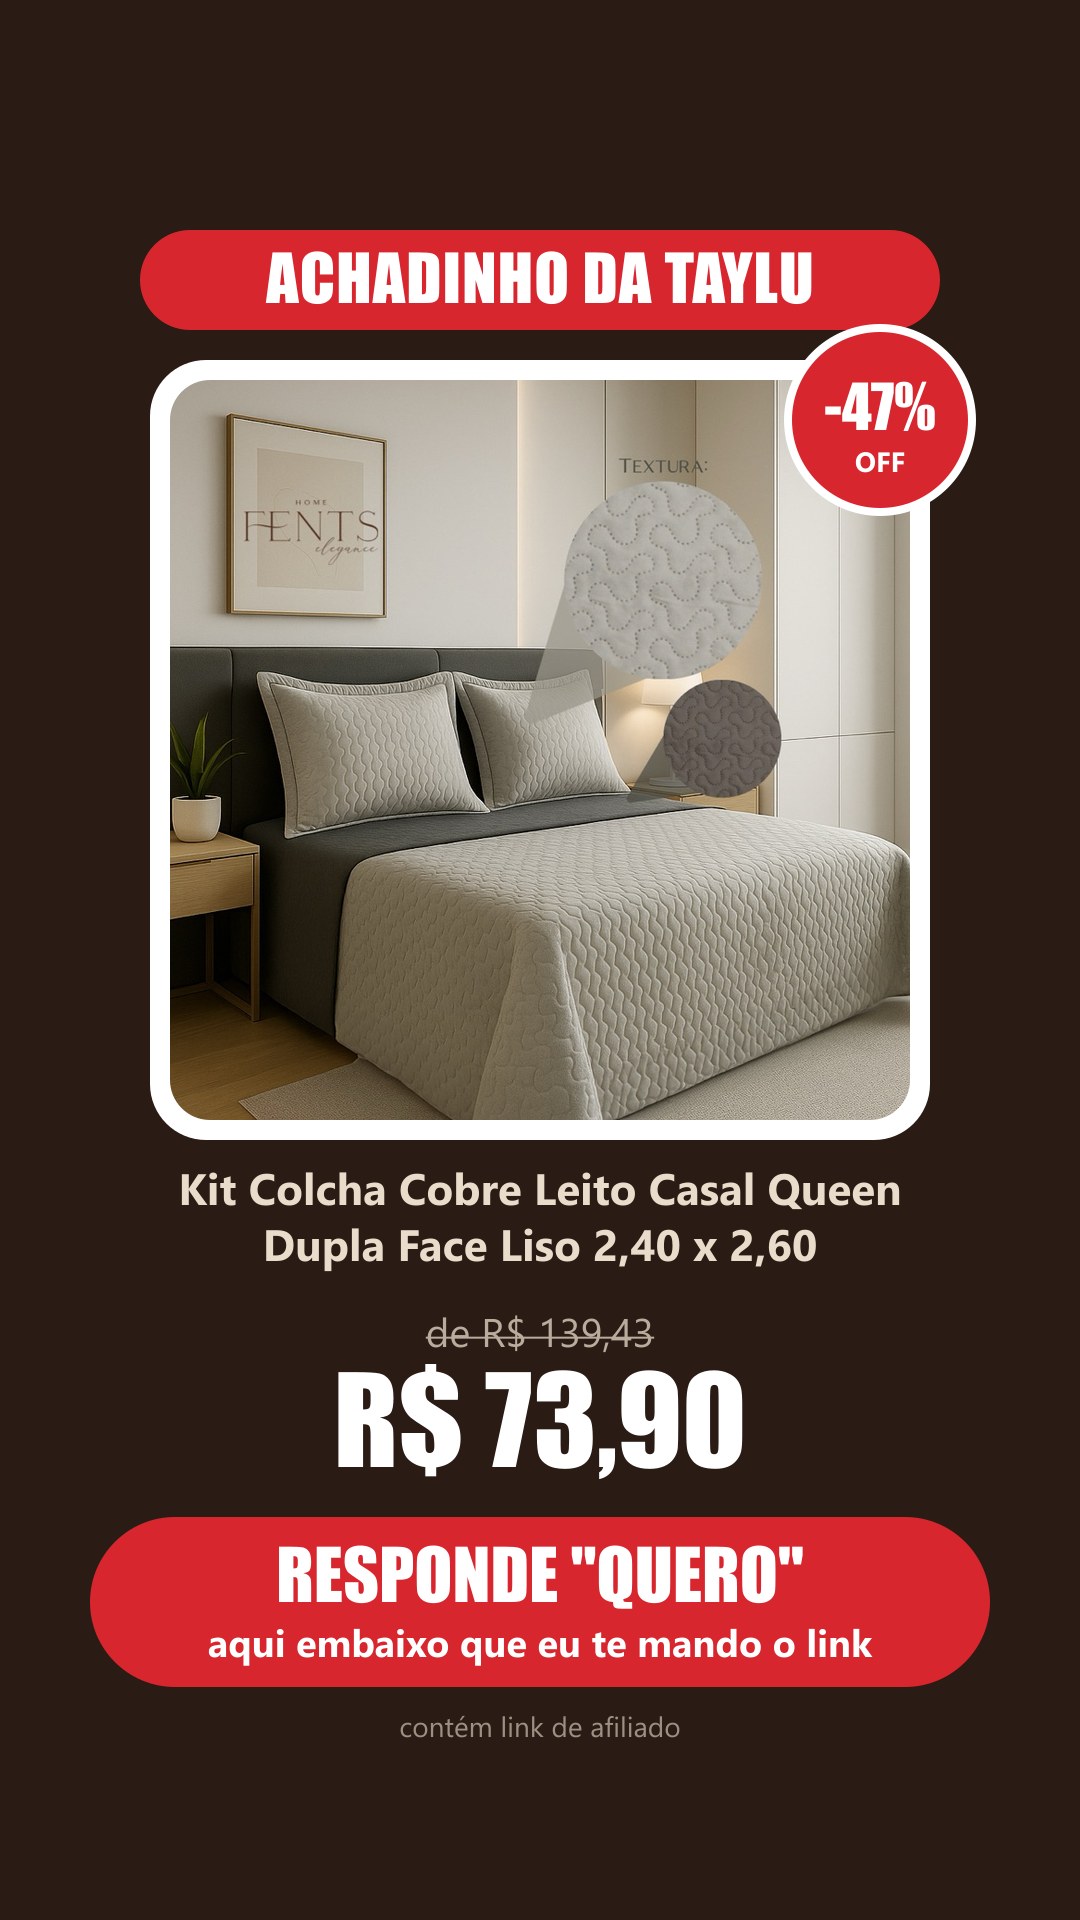 ACHADINHO DA TAYLU
-47%
OFF
TEXTURA:
HOME
FENTS
elegance
Kit Colcha Cobre Leito Casal Queen
Dupla Face Liso 2,40 x 2,60
de R$ 139,43
R$ 73,90
RESPONDE "QUERO"
aqui embaixo que eu te mando o link
contém link de afiliado